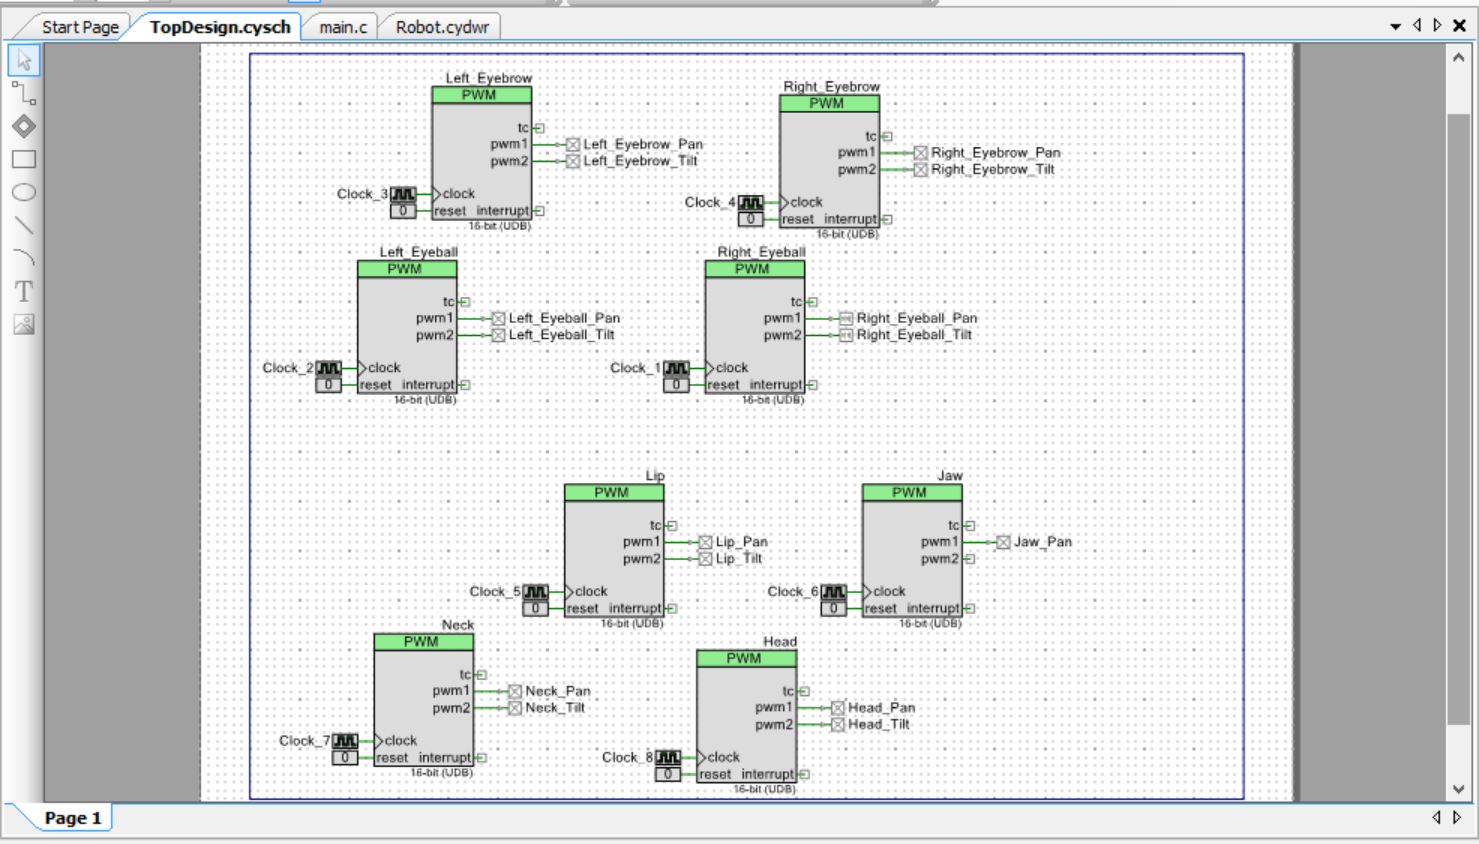 Start Page TopDesign.cysch main.c Robot.cydwr
Left_Eyebrow
PWM
tc
pwm1 Left_Eyebrow_Pan
pwm2 Left_Eyebrow_Tilt
Clock_3 clock
0 reset interrupt
16-bit (UDB)
Right_Eyebrow
PWM
tc
pwm1 Right_Eyebrow_Pan
pwm2 Right_Eyebrow_Tilt
Clock_4 clock
0 reset interrupt
16-bit (UDB)
Left_Eyeball
PWM
tc
pwm1 Left_Eyeball_Pan
pwm2 Left_Eyeball_Tilt
Clock_2 clock
0 reset interrupt
16-bit (UDB)
Right_Eyeball
PWM
tc
pwm1 Right_Eyeball_Pan
pwm2 Right_Eyeball_Tilt
Clock_1 clock
0 reset interrupt
16-bit (UDB)
Lip
PWM
tc
pwm1 Lip_Pan
pwm2 Lip_Tilt
Clock_5 clock
0 reset interrupt
16-bit (UDB)
Jaw
PWM
tc
pwm1 Jaw_Pan
pwm2
Clock_6 clock
0 reset interrupt
16-bit (UDB)
Neck
PWM
tc
pwm1 Neck_Pan
pwm2 Neck_Tilt
Clock_7 clock
0 reset interrupt
16-bit (UDB)
Head
PWM
tc
pwm1 Head_Pan
pwm2 Head_Tilt
Clock_8 clock
0 reset interrupt
16-bit (UDB)
T
Page 1